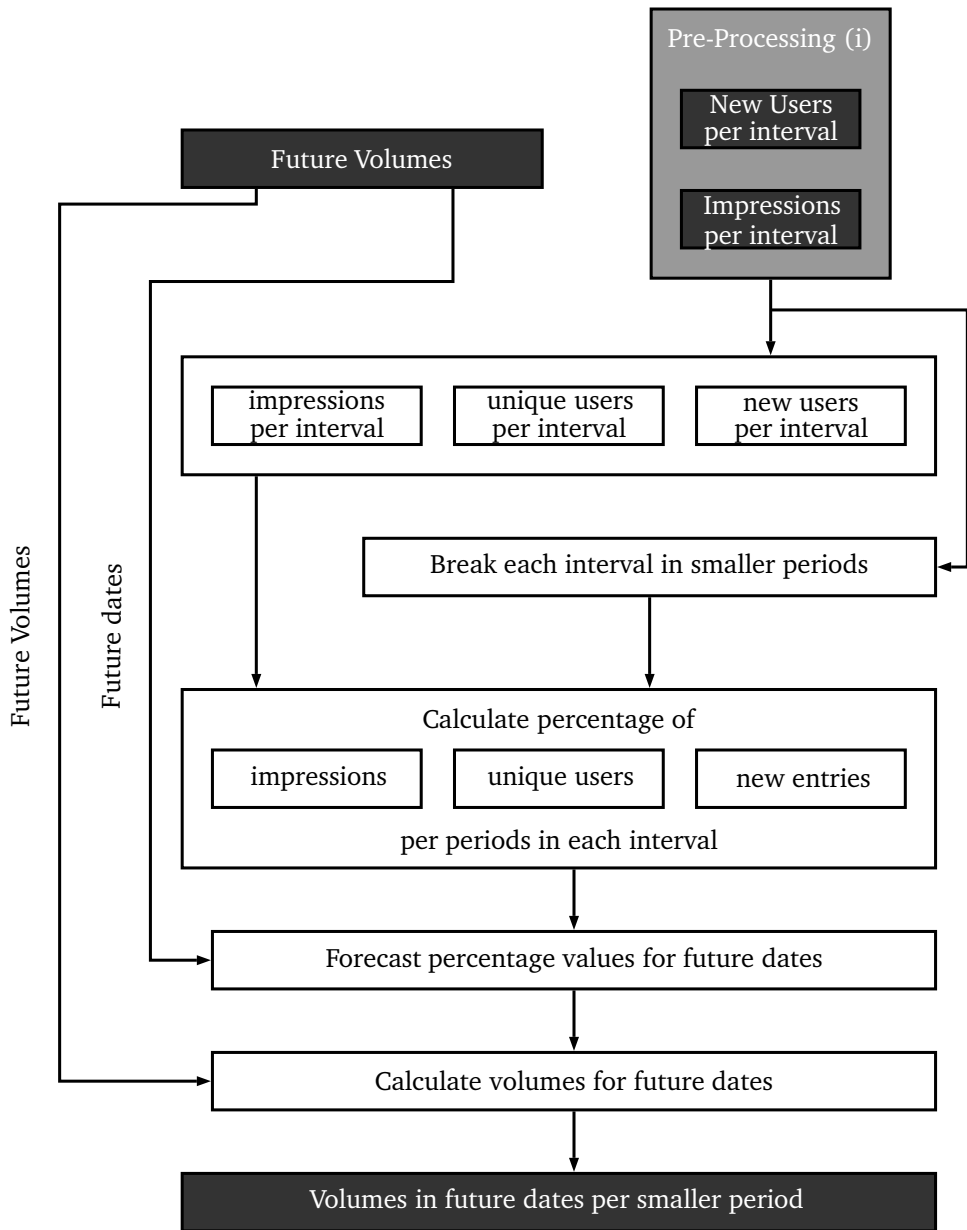 Pre-Processing (i)
New Users
per interval
Future Volumes
Impressions
per interval
impressions
per interval
unique users
per interval
new users
per interval
Future Volumes
Future dates
Break each interval in smaller periods
Calculate percentage of
impressions
unique users
new entries
per periods in each interval
Forecast percentage values for future dates
Calculate volumes for future dates
Volumes in future dates per smaller period